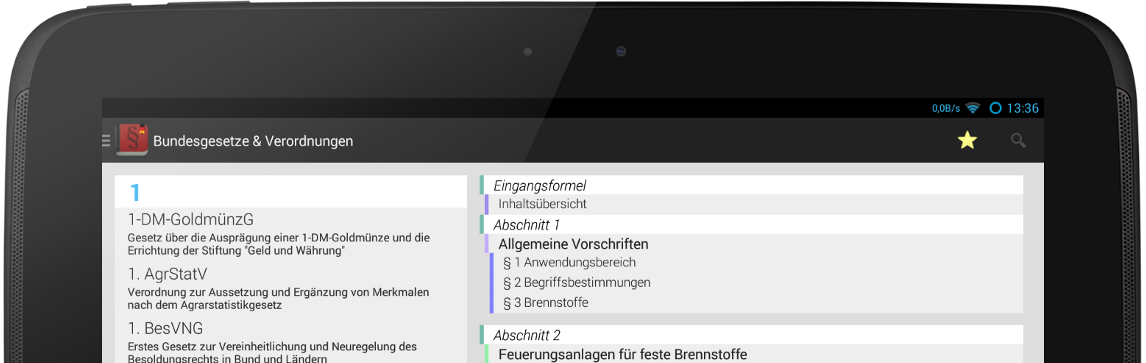 0,0B/s 13:36
§ Bundesgesetze & Verordnungen
1
1-DM-GoldmünzG
Gesetz über die Ausprägung einer 1-DM-Goldmünze und die
Errichtung der Stiftung "Geld und Währung"
1. AgrStatV
Verordnung zur Aussetzung und Ergänzung von Merkmalen
nach dem Agrarstatistikgesetz
1. BesVNG
Erstes Gesetz zur Vereinheitlichung und Neuregelung des
Besoldungsrechts in Bund und Ländern
Eingangsformel
Inhaltsübersicht
Abschnitt 1
Allgemeine Vorschriften
§ 1 Anwendungsbereich
§ 2 Begriffsbestimmungen
§ 3 Brennstoffe
Abschnitt 2
Feuerungsanlagen für feste Brennstoffe